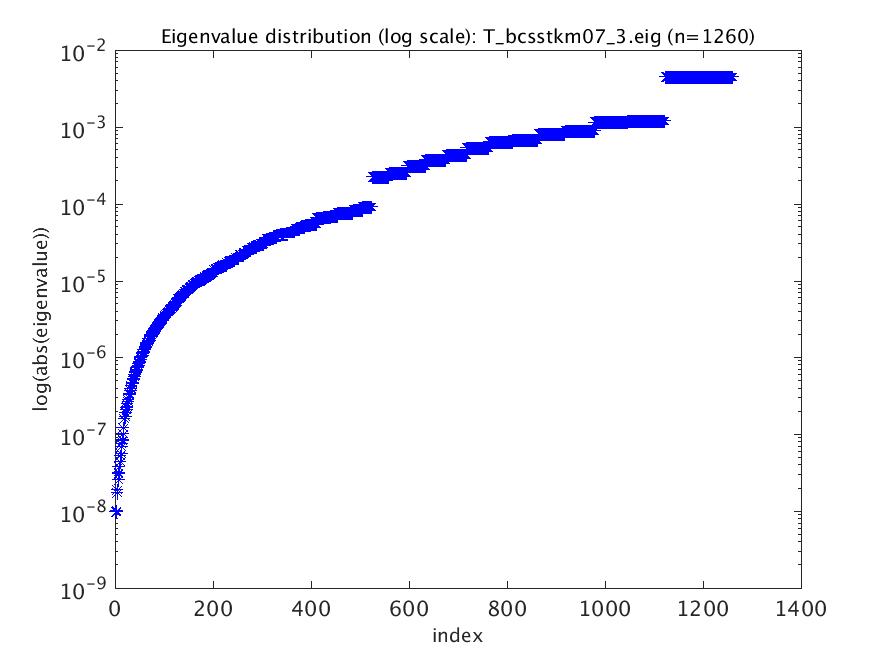 Eigenvalue distribution (log scale): T_bcsstkm07_3.eig (n=1260)
10^-2
10^-3
10^-4
10^-5
10^-6
10^-7
10^-8
10^-9
log(abs(eigenvalue))
0 200 400 600 800 1000 1200 1400
index